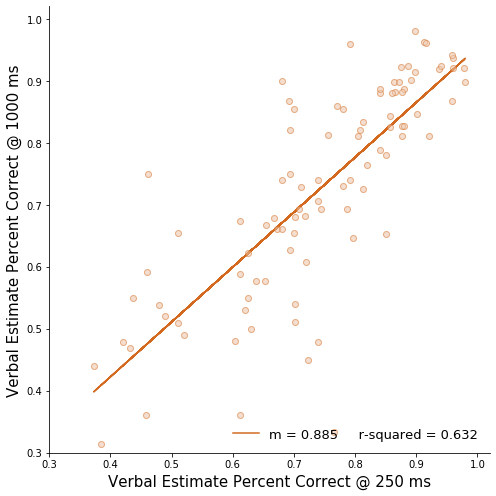 Verbal Estimate Percent Correct @ 1000 ms
1.0
0.9
0.8
0.7
0.6
0.5
0.4
0.3
m = 0.885 r-squared = 0.632
0.3 0.4 0.5 0.6 0.7 0.8 0.9 1.0
Verbal Estimate Percent Correct @ 250 ms